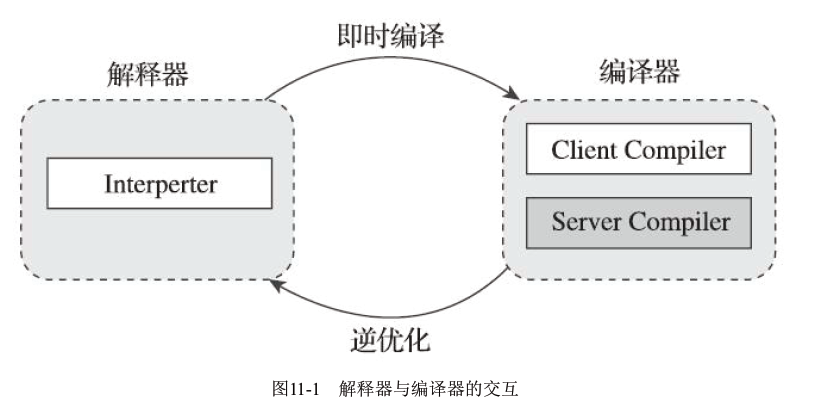 即时编译
解释器
编译器
Interperter
Client Compiler
Server Compiler
逆优化
图11-1 解释器与编译器的交互